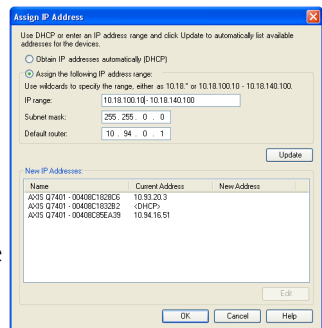 Assign IP Address
Use DHCP or enter an IP address range and click Update to automatically list available
addresses for the devices.
Obtain IP addresses automatically (DHCP)
Assign the following IP address range:
Use wildcards to specify the range, either as 10.18.* or 10.18.100.10 - 10.18.140.100.
IP range: 10.18.100.10 - 10.18.140.100
Subnet mask: 255 . 255 . 0 . 0
Default router: 10 . 94 . 0 . 1
Update
New IP Addresses:
Name Current Address New Address
AXIS Q7401 - 00408C1828C6 10.93.20.3
AXIS Q7401 - 00408C1832B2 <DHCP>
AXIS Q7401 - 00408C85EA39 10.94.16.51
e
Edit
OK Cancel Help